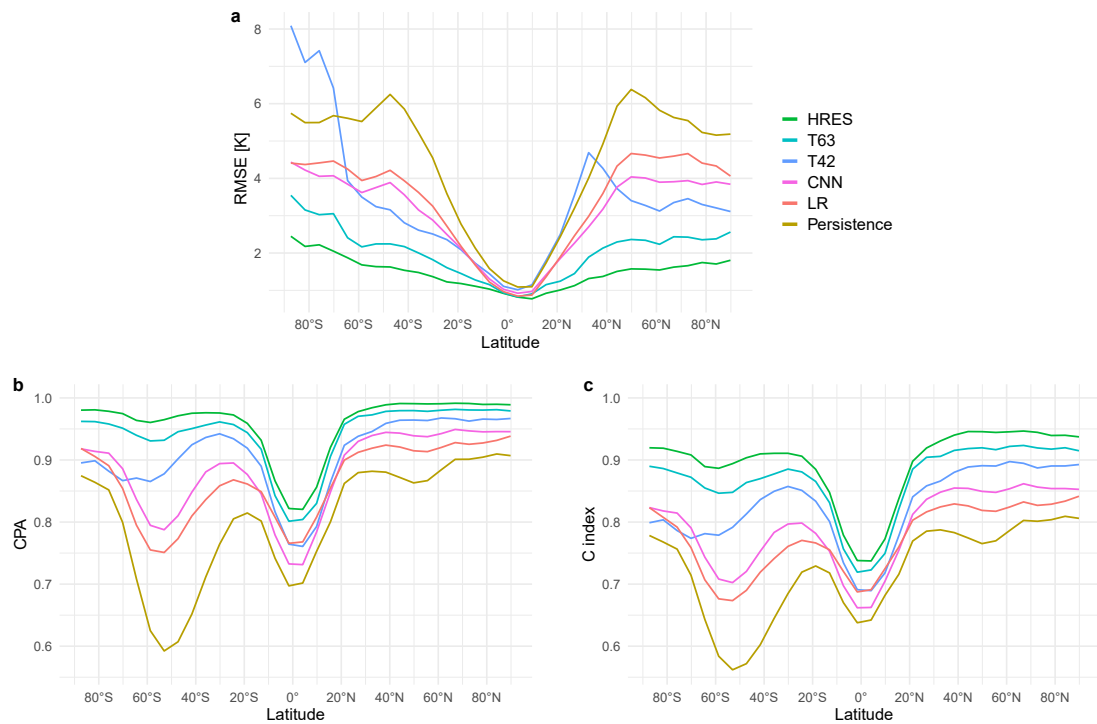 a
8
6
4
2
RMSE [K]
80°S 60°S 40°S 20°S 0° 20°N 40°N 60°N 80°N
Latitude
HRES
T63
T42
CNN
LR
Persistence
b
1.0
0.9
0.8
0.7
0.6
CPA
80°S 60°S 40°S 20°S 0° 20°N 40°N 60°N 80°N
Latitude
c
1.0
0.9
0.8
0.7
0.6
C index
80°S 60°S 40°S 20°S 0° 20°N 40°N 60°N 80°N
Latitude